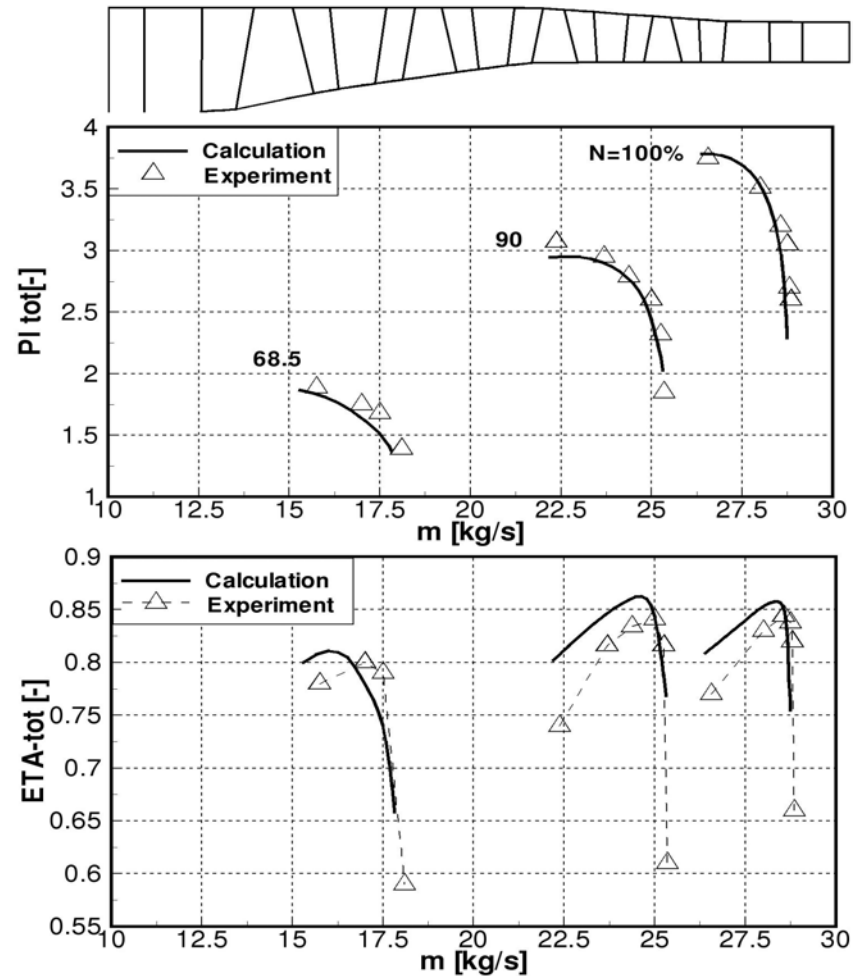 4
Calculation
Experiment
N=100%
3.5
3
90
PI tot[-]
2.5
68.5
2
1.5
1
10 12.5 15 17.5 20 22.5 25 27.5 30
m [kg/s]
0.9
Calculation
Experiment
0.85
0.8
ETA-tot [-]
0.75
0.7
0.65
0.6
0.55
10 12.5 15 17.5 20 22.5 25 27.5 30
m [kg/s]